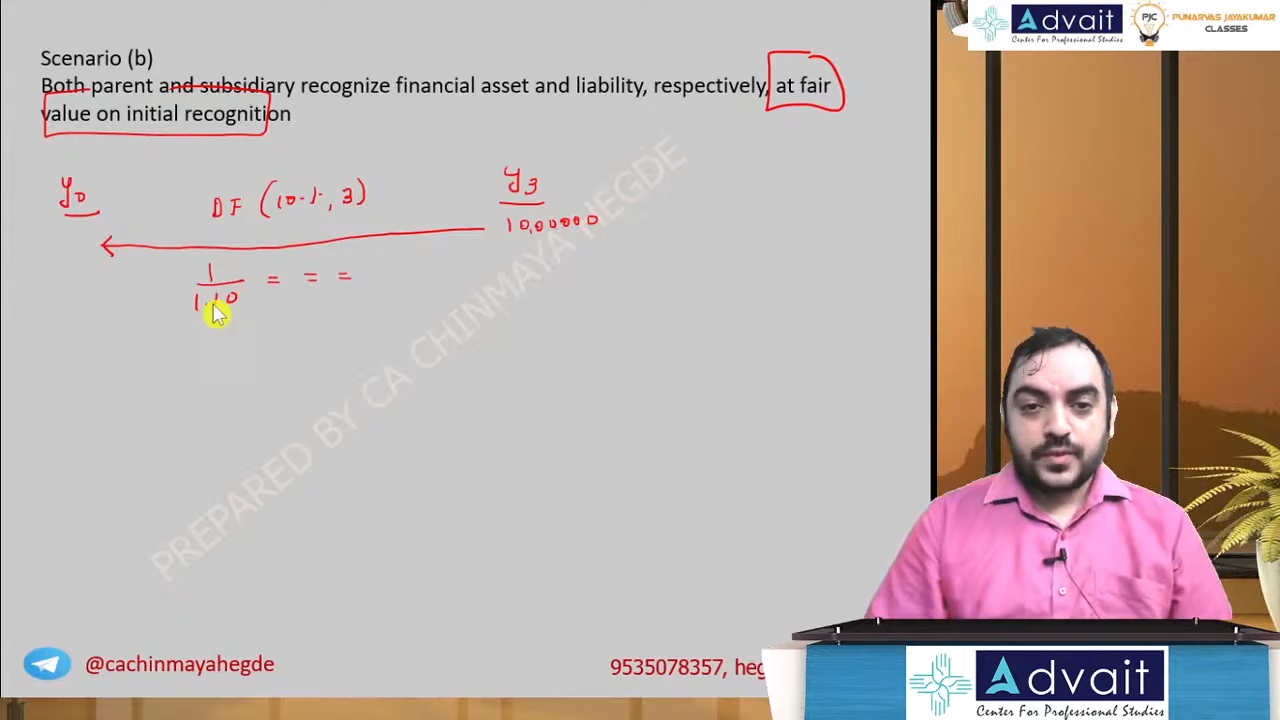 Advait
Center For Professional Studies
PJC
PUNARVAS JAYAKUMAR
CLASSES
Scenario (b)
Both parent and subsidiary recognize financial asset and liability, respectively, at fair
value on initial recognition
y0
DF (10%, 3)
y3
10,00000
1
1.10
= = =
PREPARED BY CA CHINMAYA HEGDE
@cachinmayahegde
9535078357, heg
Advait
Center For Professional Studies